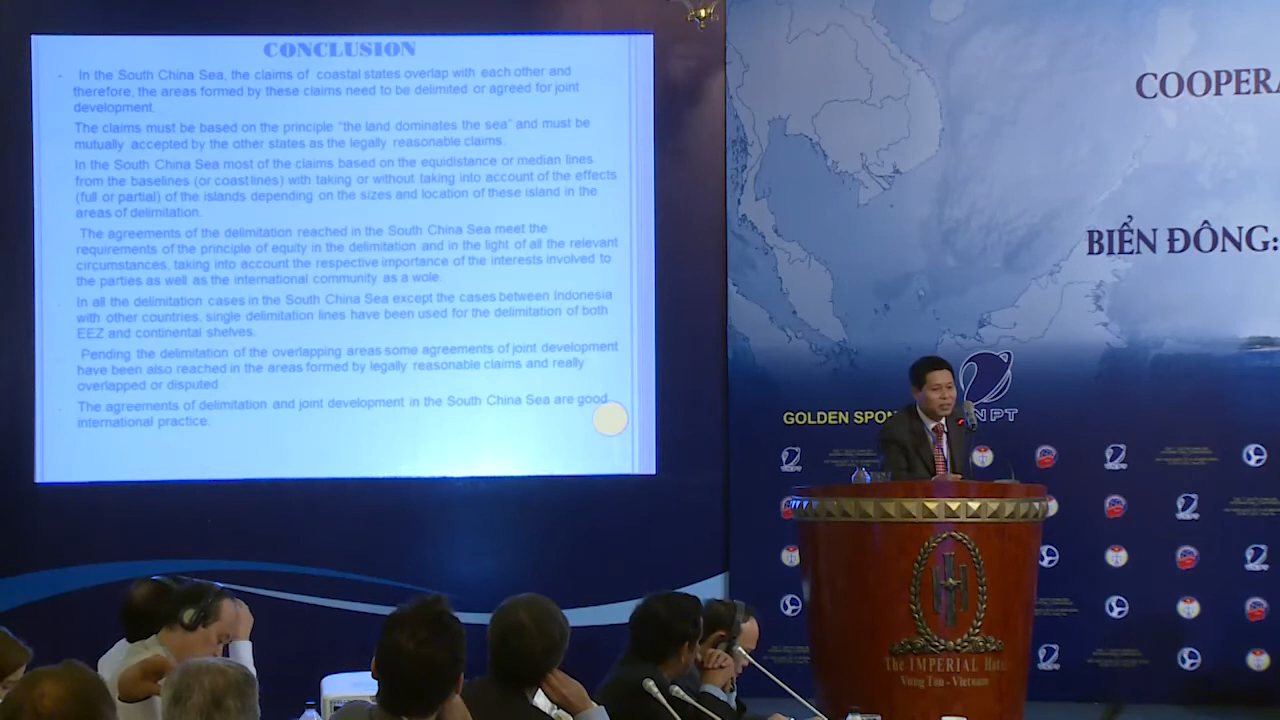 CONCLUSION
- In the South China Sea, the claims of coastal states overlap with each other and
therefore, the areas formed by these claims need to be delimited or agreed for joint
development.
The claims must be based on the principle "the land dominates the sea" and must be
mutually accepted by the other states as the legally reasonable claims.
In the South China Sea most of the claims based on the equidistance or median lines
from the baselines (or coastlines) with taking or without taking into account of the effects
(full or partial) of the islands depending on the sizes and location of these island in the
areas of delimitation.
The agreements of the delimitation reached in the South China Sea meet the
requirements of the principle of equity in the delimitation and in the light of all the relevant
circumstances, taking into account the respective importance of the interests involved to
the parties as well as the international community as a wole.
In all the delimitation cases in the South China Sea except the cases between Indonesia
with other countries, single delimitation lines have been used for the delimitation of both
EEZ and continental shelves.
Pending the delimitation of the overlapping areas some agreements of joint development
have been also reached in the areas formed by legally reasonable claims and really
overlapped or disputed.
The agreements of delimitation and joint development in the South China Sea are good
international practice.
COOPERA
BIỂN ĐÔNG:
GOLDEN SPON
NPT
VNPT
The IMPERIAL Hote
Vũng Tàu - Vietnam